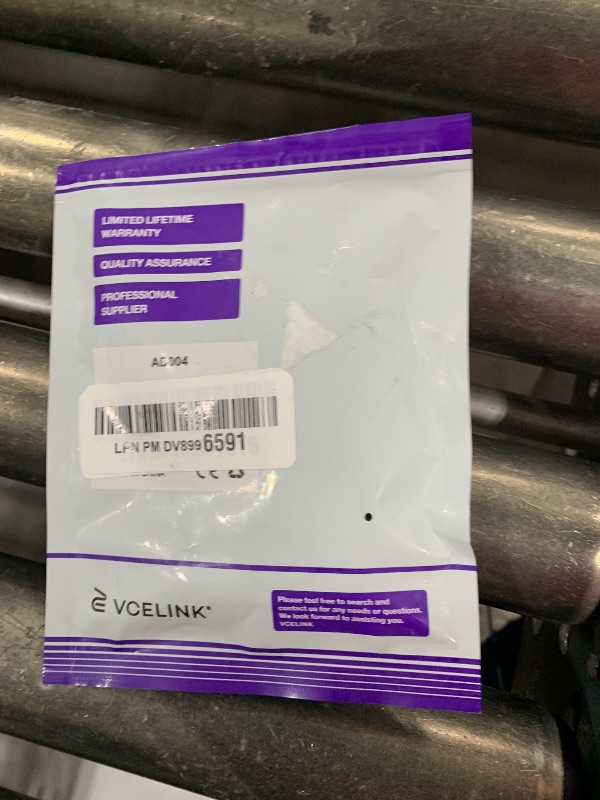 LIMITED LIFETIME
WARRANTY
QUALITY ASSURANCE
PROFESSIONAL
SUPPLIER
LPN PM DV899 6591
VCELINK®
Please feel free to search and
contact us for any needs or questions.
We look forward to assisting you.
VCELINK